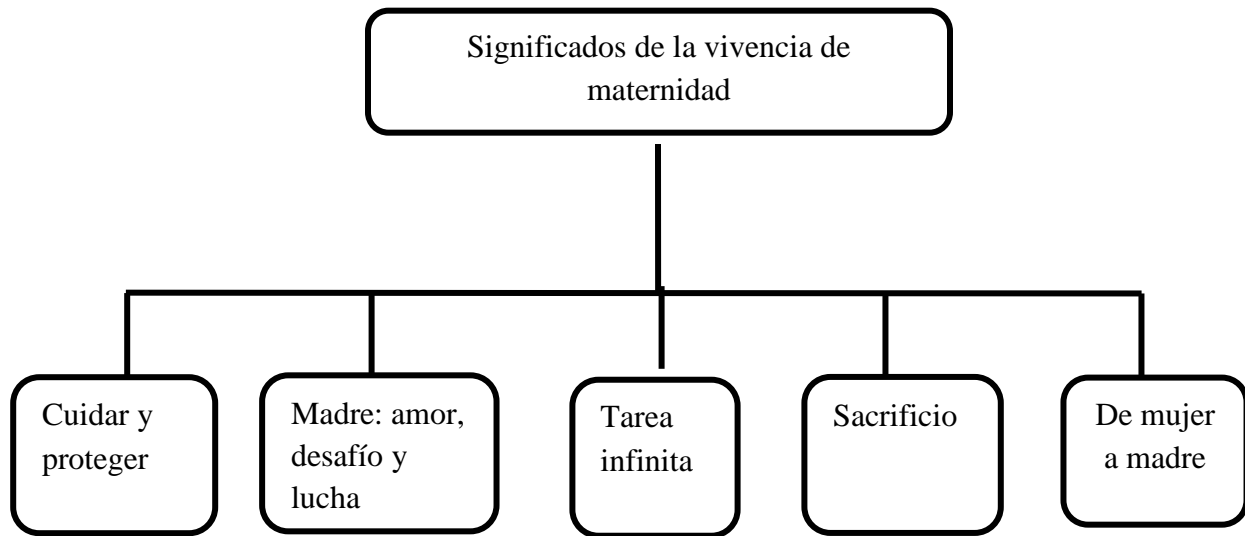 Significados de la vivencia de
maternidad
Cuidar y
proteger
Madre: amor,
desafío y
lucha
Tarea
infinita
Sacrificio
De mujer
a madre